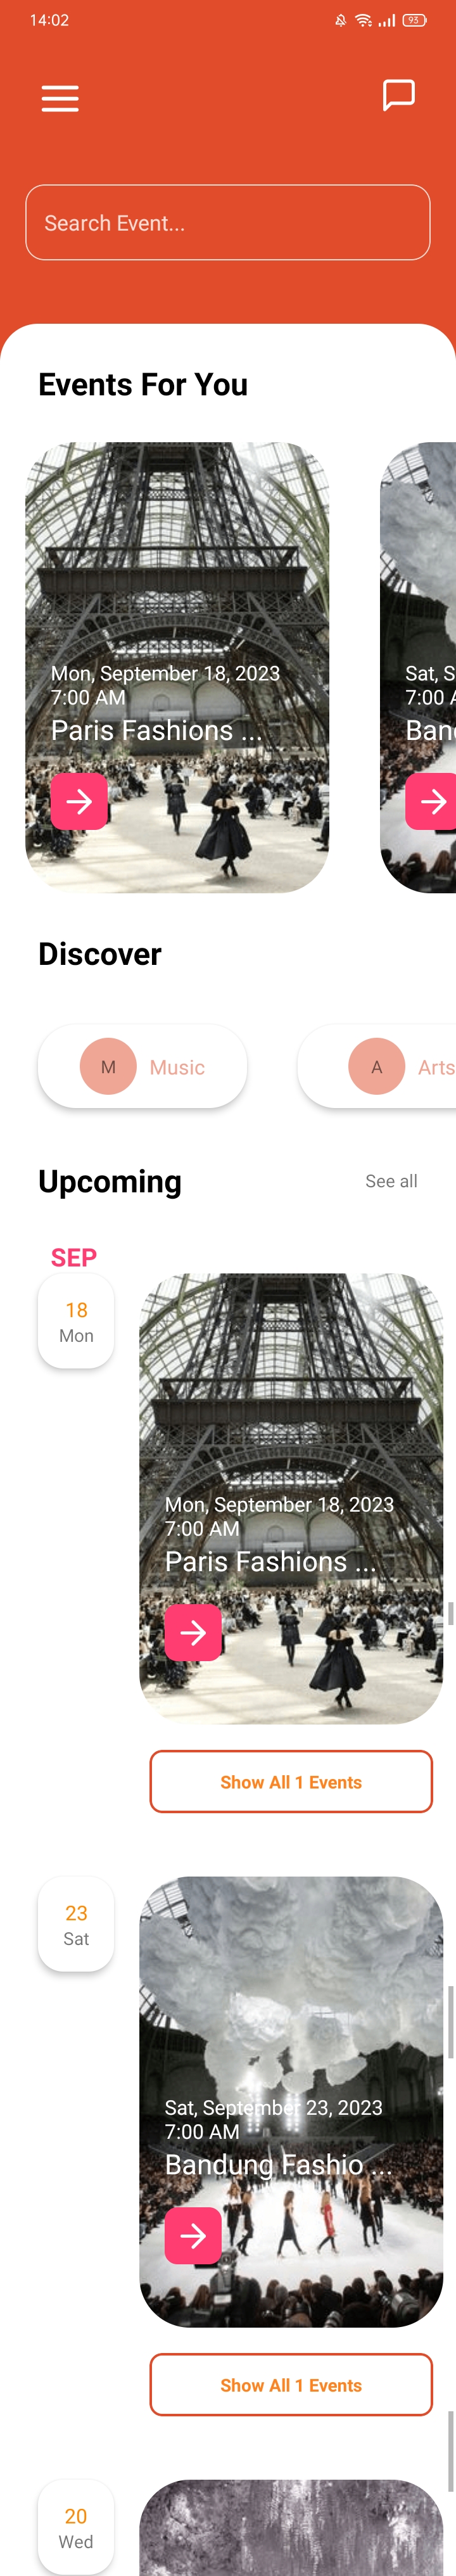 14:02
93
Search Event...
Events For You
Mon, September 18, 2023
7:00 AM
Paris Fashions ...
Sat, S
7:00 A
Band
Discover
M
Music
A
Arts
Upcoming
See all
SEP
18
Mon
Mon, September 18, 2023
7:00 AM
Paris Fashions ...
Show All 1 Events
23
Sat
Sat, September 23, 2023
7:00 AM
Bandung Fashio ...
Show All 1 Events
20
Wed